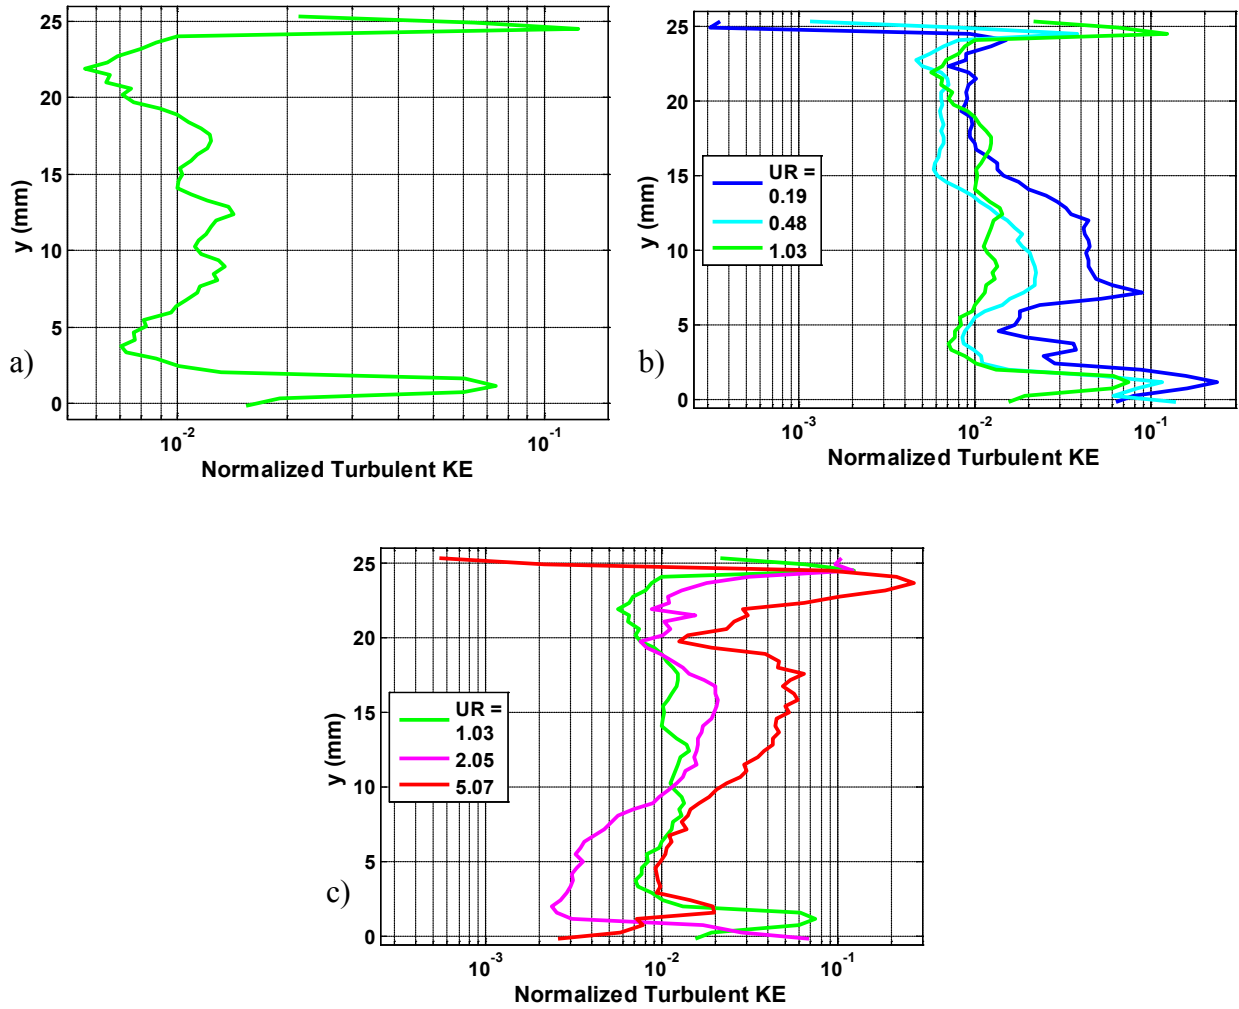 25
20
15
10
5
0
y (mm)
a)
10-2
10-1
Normalized Turbulent KE
25
20
15
10
5
0
y (mm)
b)
UR =
0.19
0.48
1.03
10-3
10-2
10-1
Normalized Turbulent KE
25
20
15
10
5
0
y (mm)
c)
UR =
1.03
2.05
5.07
10-3
10-2
10-1
Normalized Turbulent KE